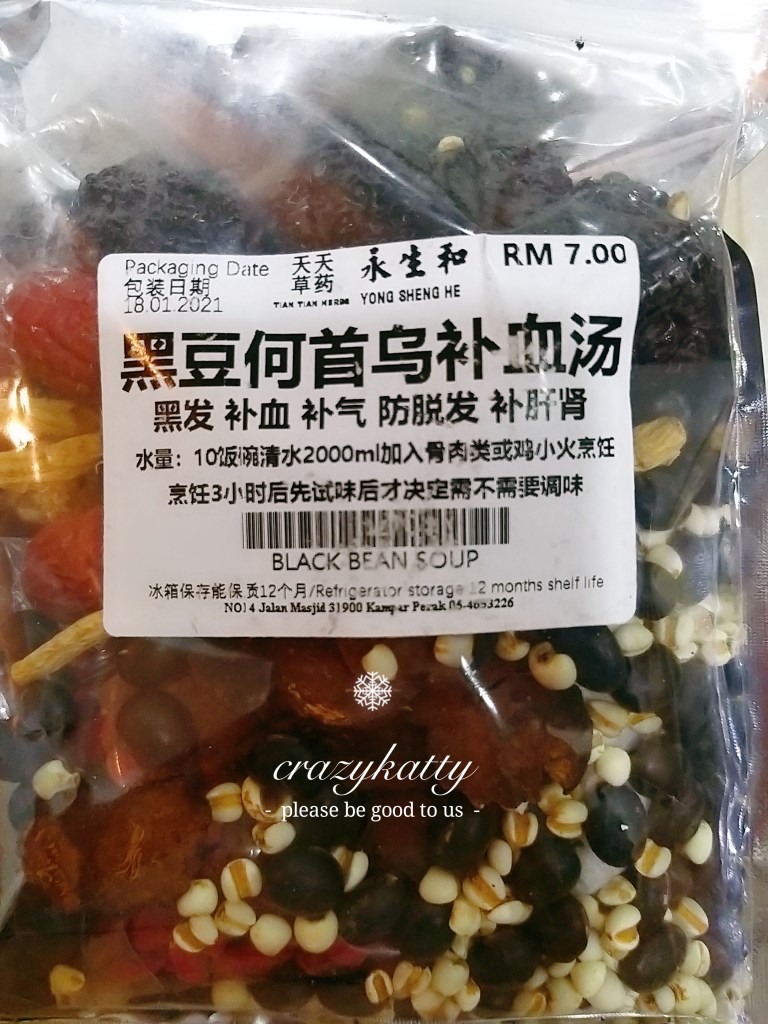 Packaging Date
包装日期
18.01.2021
天天
草药
TIAN TIAN HERBS
永生和
YONG SHENG HE
RM 7.00
黑豆何首乌补血汤
黑发 补血 补气 防脱发 补肝肾
水量：10饭碗清水2000ml加入骨肉类或鸡小火烹饪
烹饪3小时后先试味后才决定需不需要调味
BLACK BEAN SOUP
冰箱保存能保质12个月/Refrigerator storage 12 months shelf life
NO14 Jalan Masjid 31900 Kampar Perak
crazykatty
- please be good to us -